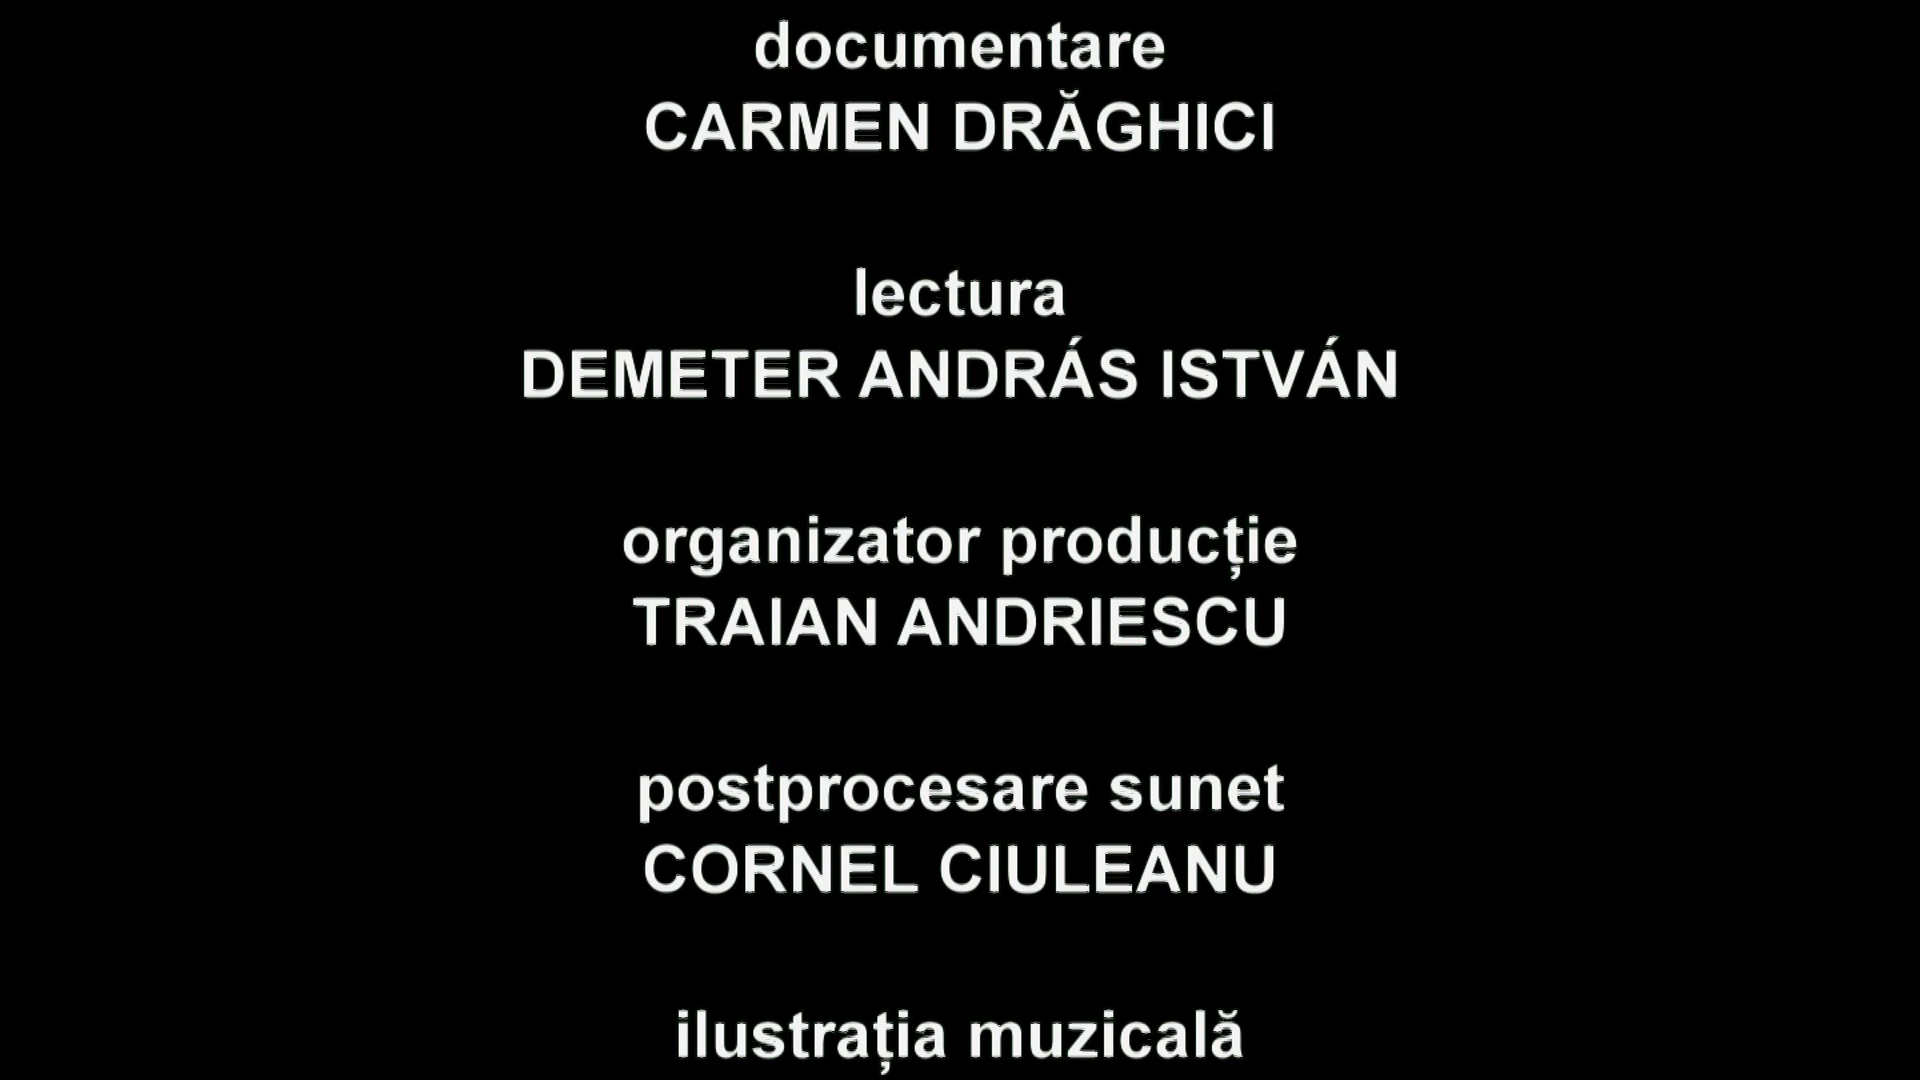 documentare
CARMEN DRĂGHICI
lectura
DEMETER ANDRÁS ISTVÁN
organizator producție
TRAIAN ANDRIESCU
postprocesare sunet
CORNEL CIULEANU
ilustrația muzicală